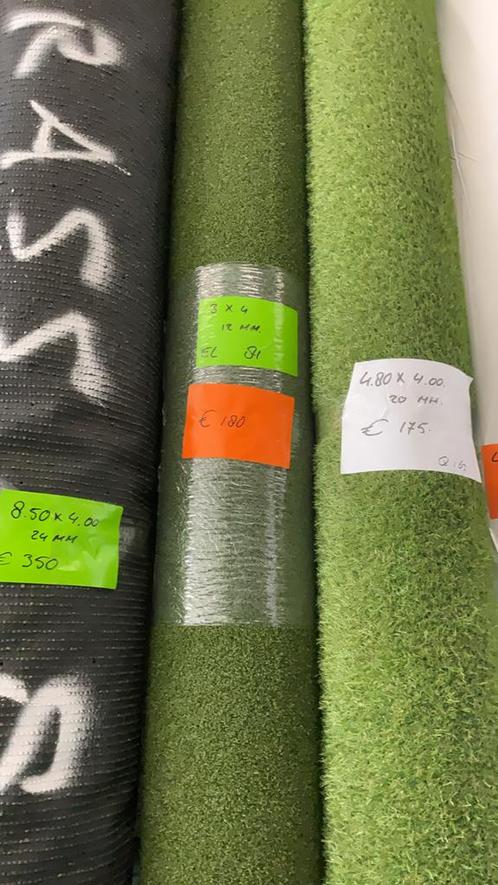 RASS
8.50 x 4.00
24 MM
€ 350
3 x 4
12 MM.
€ 180
4.80 x 4.00.
20 MM.
€ 175.